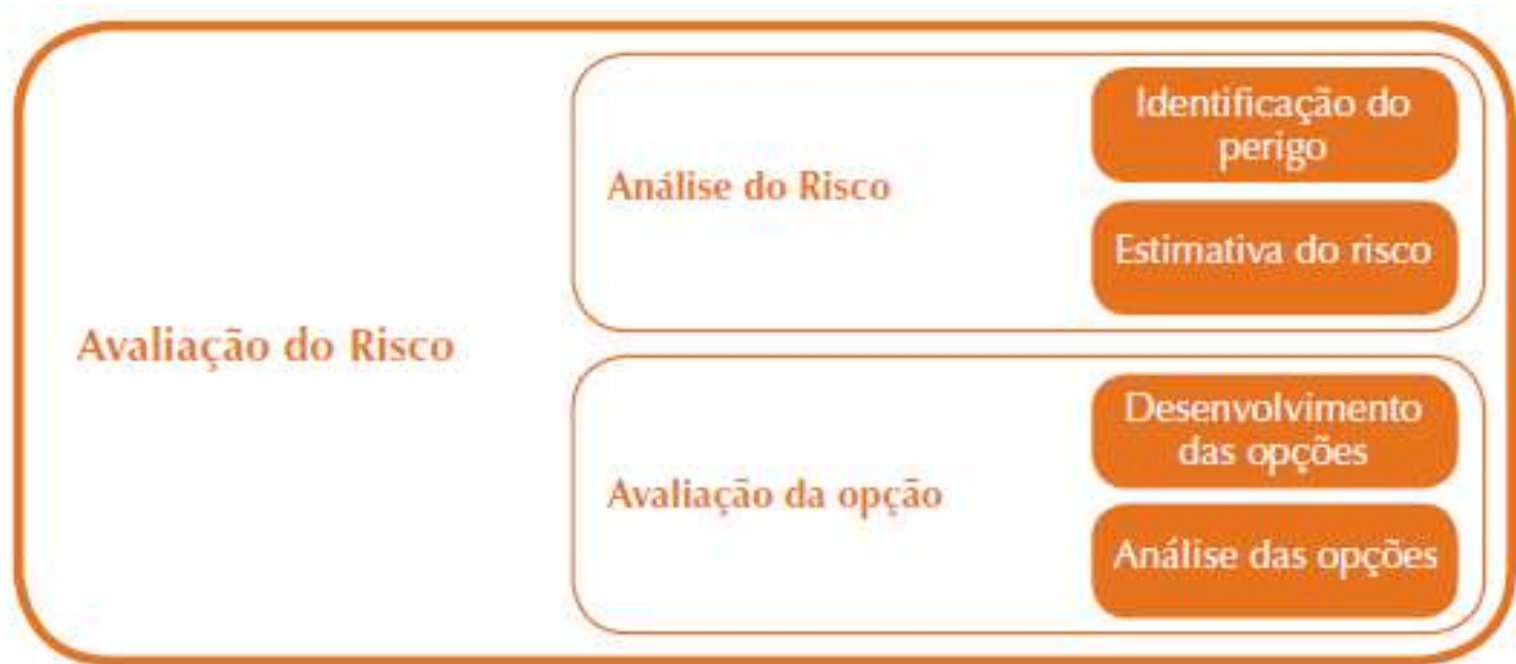 Avaliação do Risco
Análise do Risco
Identificação do
perigo
Estimativa do risco
Avaliação da opção
Desenvolvimento
das opções
Análise das opções